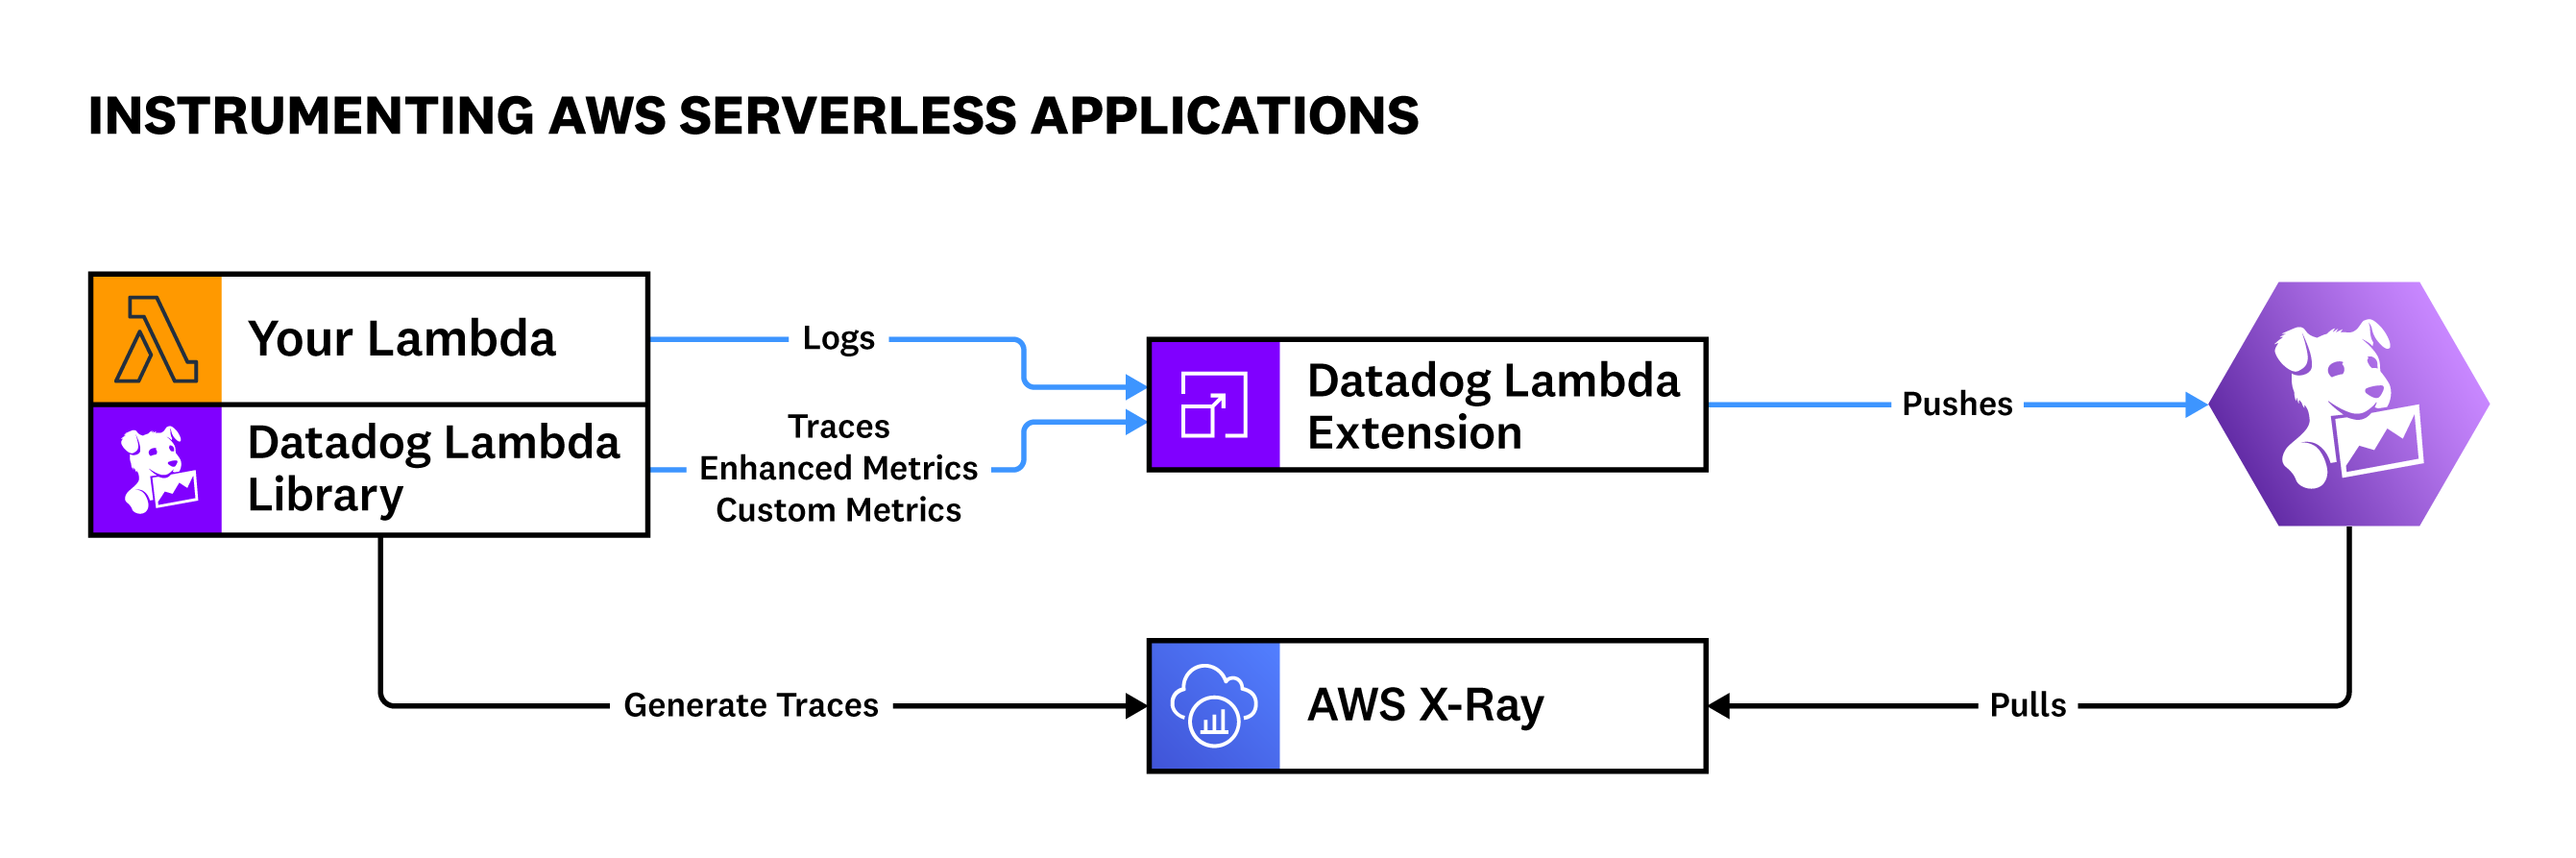 INSTRUMENTING AWS SERVERLESS APPLICATIONS
Your Lambda
Datadog Lambda
Library
Logs
Traces
Enhanced Metrics
Custom Metrics
Datadog Lambda
Extension
Pushes
Generate Traces
AWS X-Ray
Pulls